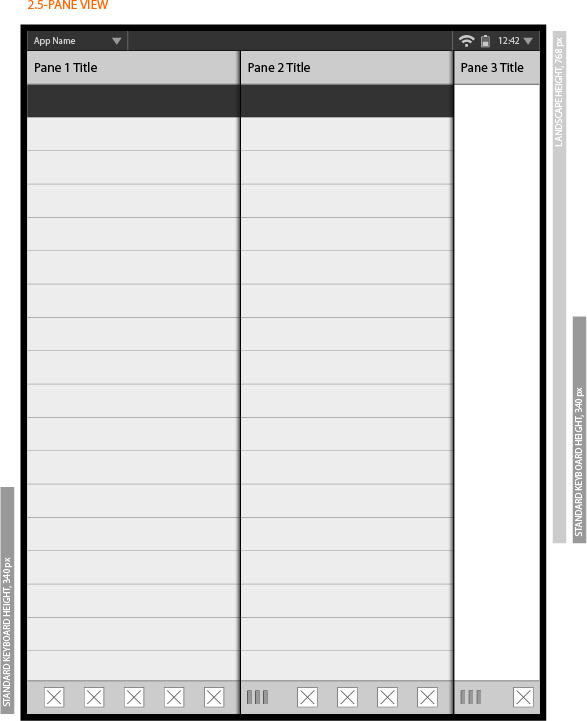 2.5-PANE VIEW
App Name
12:42
Pane 1 Title
Pane 2 Title
Pane 3 Title
LANDSCAPE HEIGHT, 768 px
STANDARD KEYBOARD HEIGHT, 340 px
STANDARD KEYBOARD HEIGHT, 340 px